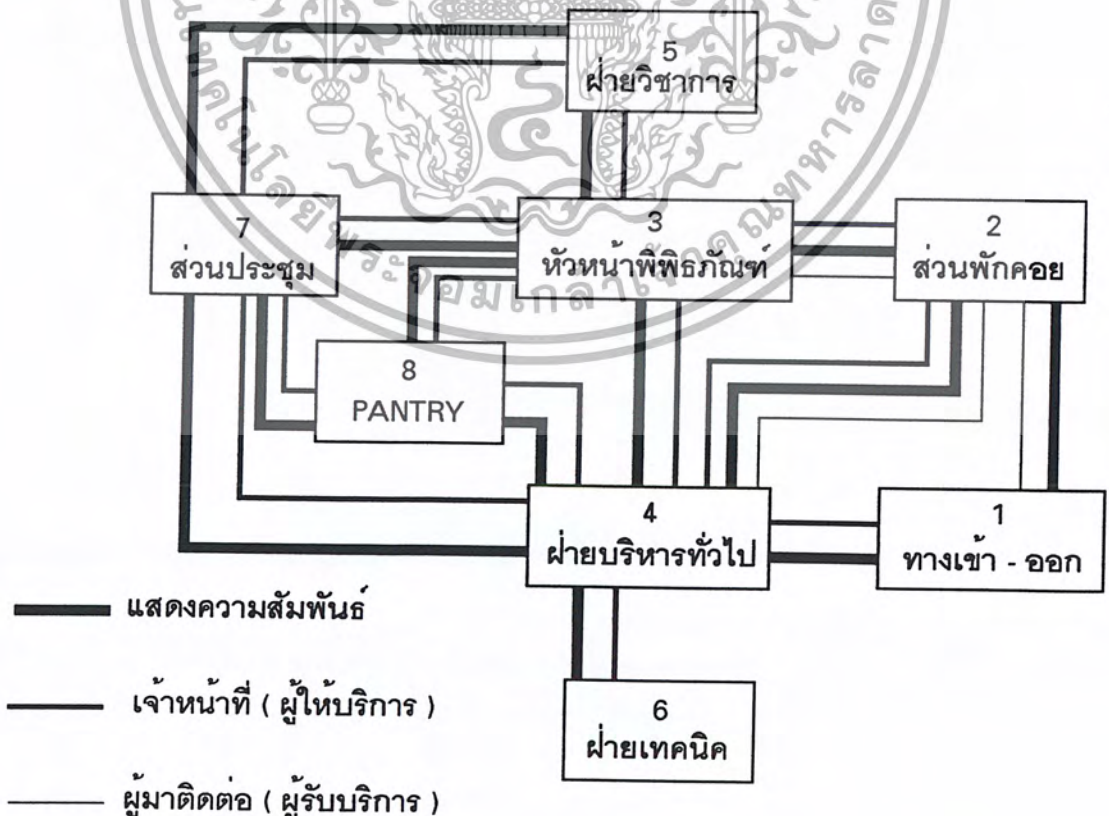 5
ฝ่ายวิชาการ
7
ส่วนประชุม
3
หัวหน้าพิพิธภัณฑ์
2
ส่วนพักคอย
8
PANTRY
4
ฝ่ายบริหารทั่วไป
1
ทางเข้า - ออก
6
ฝ่ายเทคนิค
แสดงความสัมพันธ์
เจ้าหน้าที่ ( ผู้ให้บริการ )
ผู้มาติดต่อ ( ผู้รับบริการ )